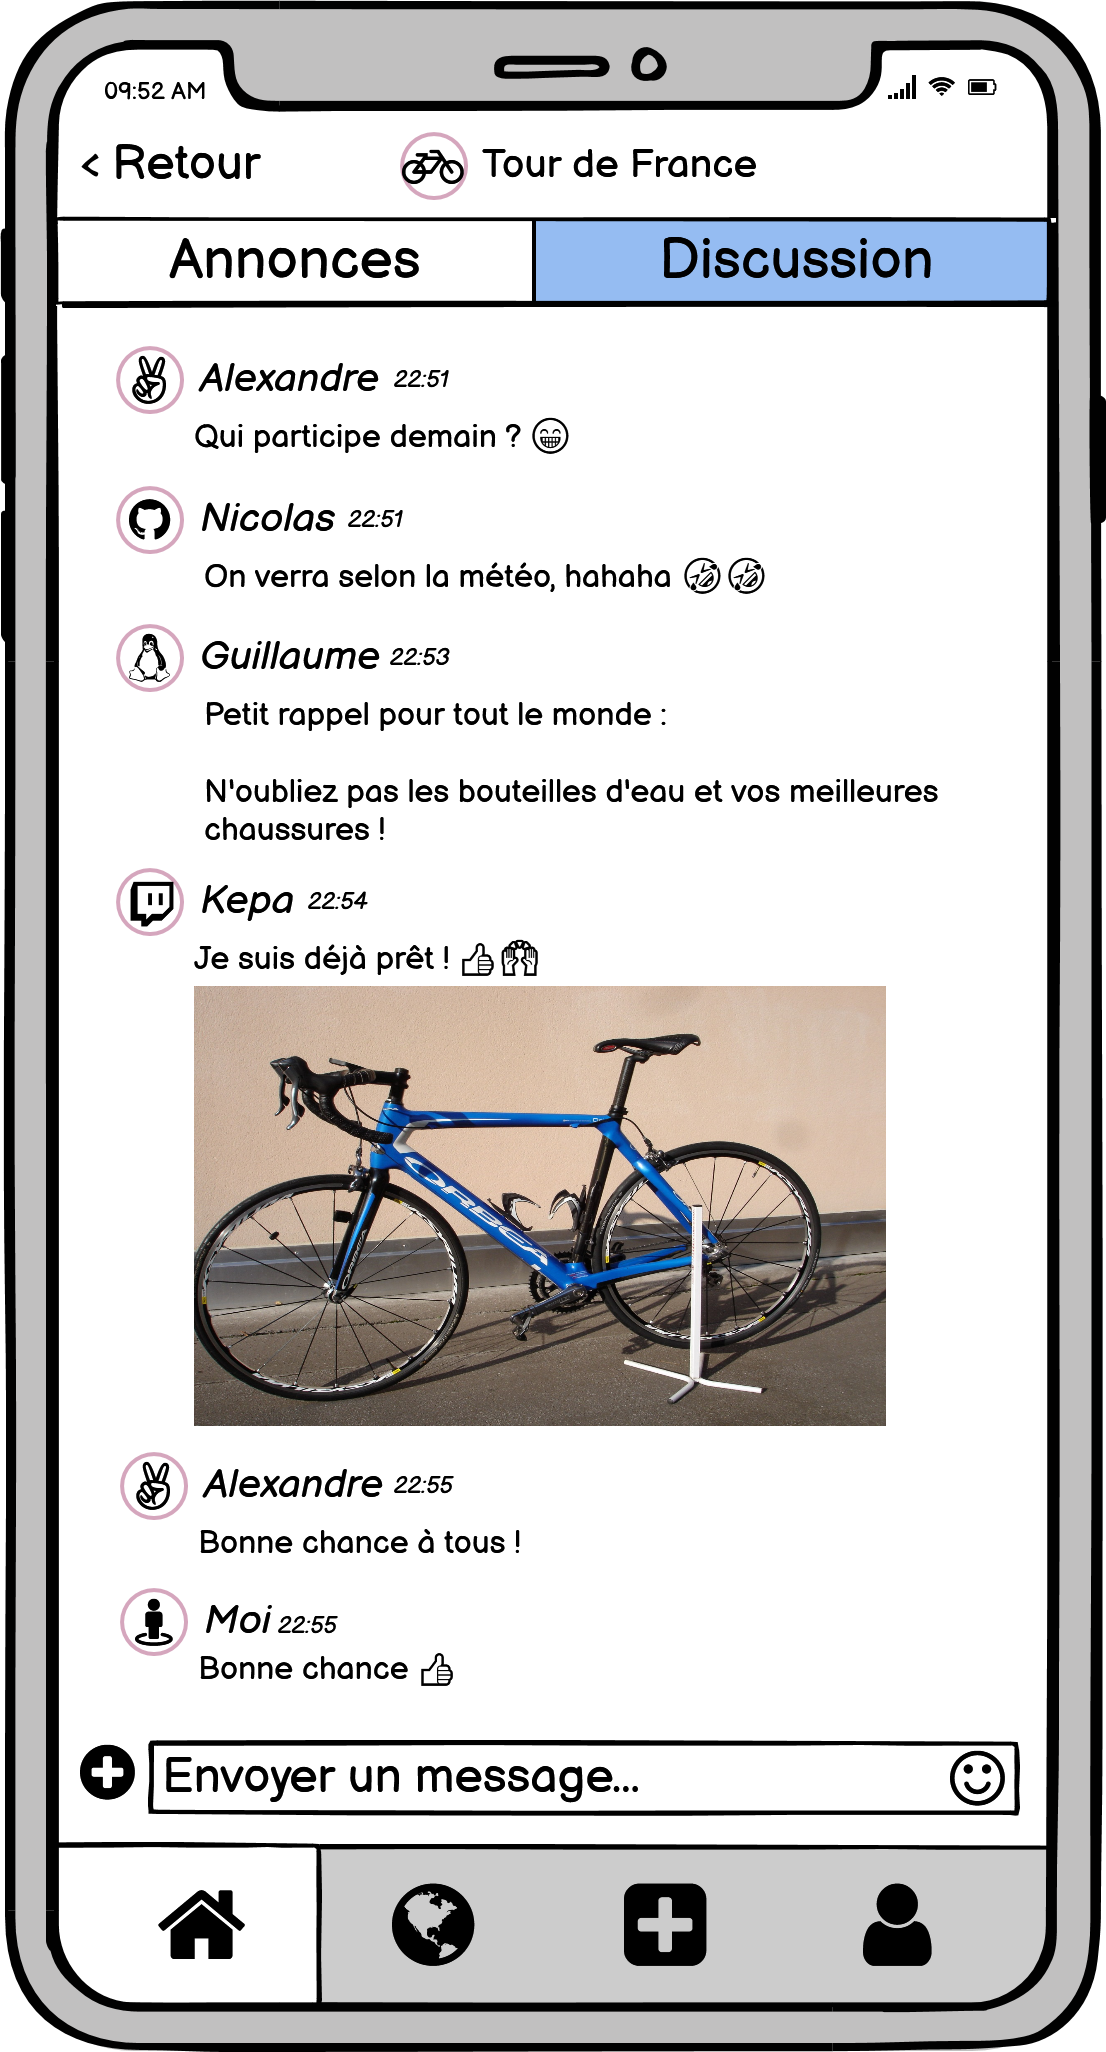 09:52 AM
< Retour
Tour de France
Annonces
Discussion
Alexandre 22:51
Qui participe demain ? 😁
Nicolas 22:51
On verra selon la météo, hahaha 🤣🤣
Guillaume 22:53
Petit rappel pour tout le monde :
N'oubliez pas les bouteilles d'eau et vos meilleures
chaussures !
Kepa 22:54
Je suis déjà prêt ! 👍🙌
ORBEA
Alexandre 22:55
Bonne chance à tous !
Moi 22:55
Bonne chance 👍
Envoyer un message...